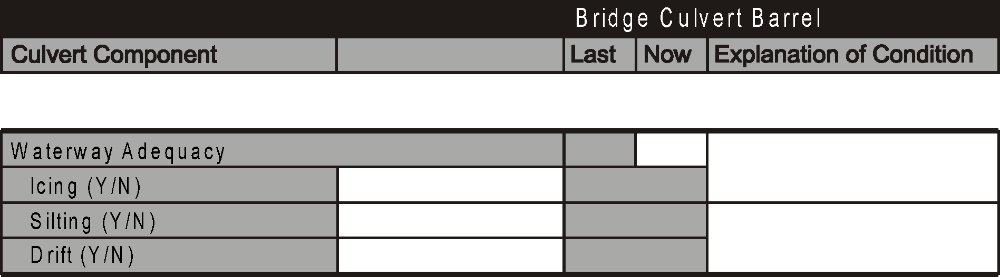 Bridge Culvert Barrel
Culvert Component Last Now Explanation of Condition
Waterway Adequacy
Icing (Y/N)
Silting (Y/N)
Drift (Y/N)